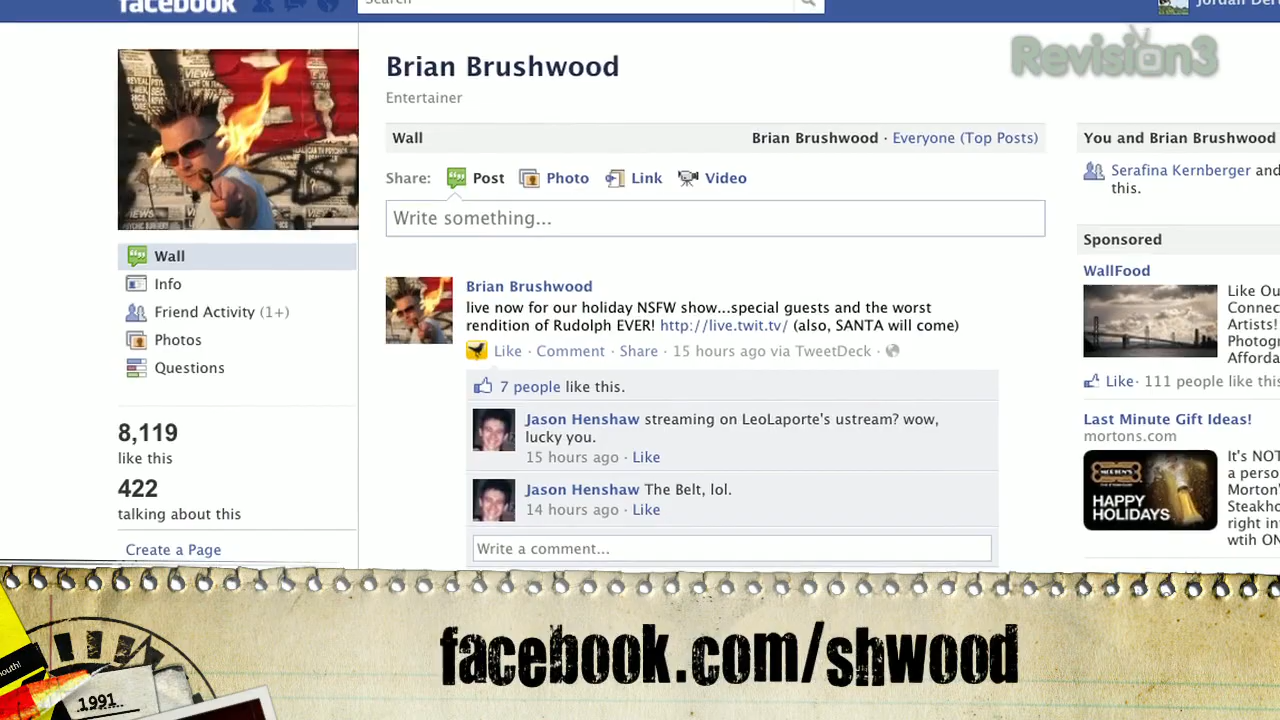 facebook
Search
Revision3
Brian Brushwood
Entertainer
Wall
Brian Brushwood · Everyone (Top Posts)
Share: Post Photo Link Video
Write something...
Wall
Info
Friend Activity (1+)
Photos
Questions
8,119
like this
422
talking about this
Create a Page
Brian Brushwood
live now for our holiday NSFW show...special guests and the worst
rendition of Rudolph EVER! http://live.twit.tv/ (also, SANTA will come)
Like · Comment · Share · 15 hours ago via TweetDeck ·
7 people like this.
Jason Henshaw streaming on LeoLaporte's ustream? wow,
lucky you.
15 hours ago · Like
Jason Henshaw The Belt, lol.
14 hours ago · Like
Write a comment...
You and Brian Brushwood
Serafina Kernberger and
this.
Sponsored
WallFood
Like Ou
Connec
Artists!
Photog
Afforda
Like · 111 people like this
Last Minute Gift Ideas!
mortons.com
MORTON'S
HAPPY
HOLIDAYS
It's NOT
a perso
Morton'
Steakho
right in
wtih ON
facebook.com/shwood
1991